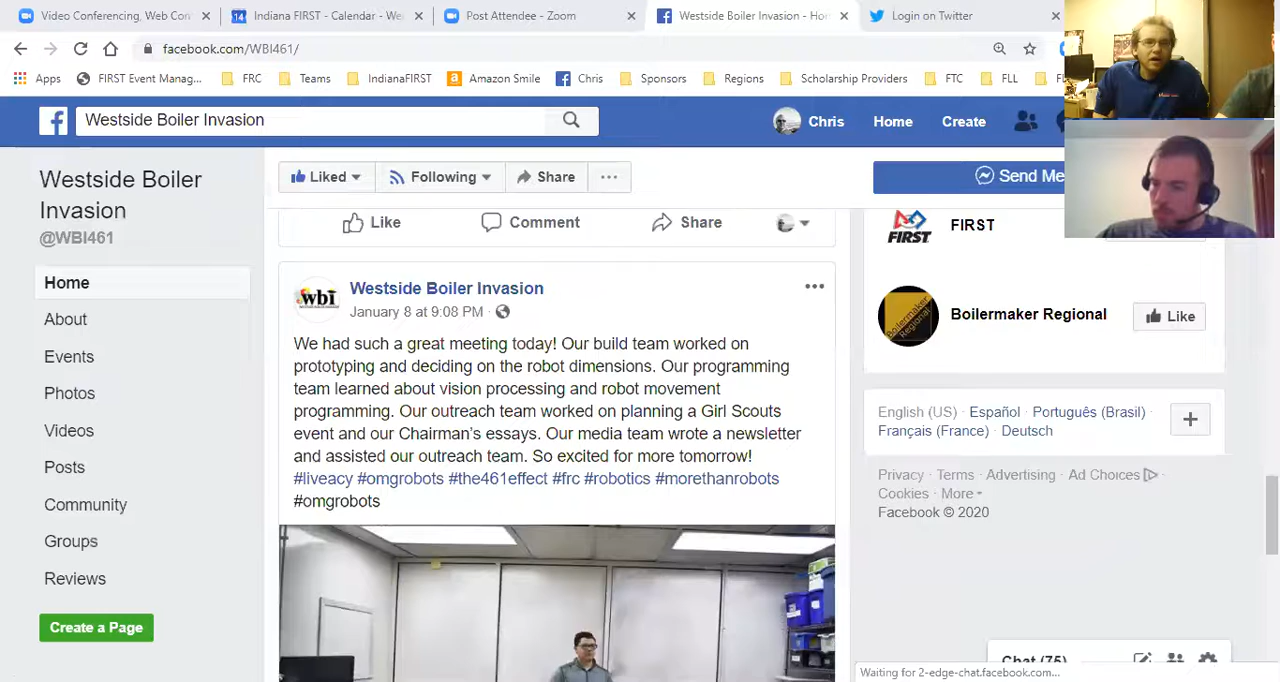 Video Conferencing, Web Con
Indiana FIRST - Calendar - We
Post Attendee - Zoom
Westside Boiler Invasion - Ho
Login on Twitter
facebook.com/WBI461/
Apps
FIRST Event Manag...
FRC
Teams
IndianaFIRST
Amazon Smile
Chris
Sponsors
Regions
Scholarship Providers
FTC
FLL
Westside Boiler Invasion
Chris
Home
Create
Westside Boiler
Invasion
@WBI461
Home
About
Events
Photos
Videos
Posts
Community
Groups
Reviews
Create a Page
Liked
Following
Share
Send Me
Like
Comment
Share
wbi
Westside Boiler Invasion
January 8 at 9:08 PM
We had such a great meeting today! Our build team worked on
prototyping and deciding on the robot dimensions. Our programming
team learned about vision processing and robot movement
programming. Our outreach team worked on planning a Girl Scouts
event and our Chairman's essays. Our media team wrote a newsletter
and assisted our outreach team. So excited for more tomorrow!
#liveacy #omgrobots #the461effect #frc #robotics #morethanrobots
#omgrobots
FIRST
FIRST
Boilermaker Regional
Boilermaker Regional
Like
English (US) · Español · Português (Brasil) ·
Français (France) · Deutsch
Privacy · Terms · Advertising · Ad Choices ·
Cookies · More
Facebook © 2020
Chat (75)
Waiting for 2-edge-chat.facebook.com...